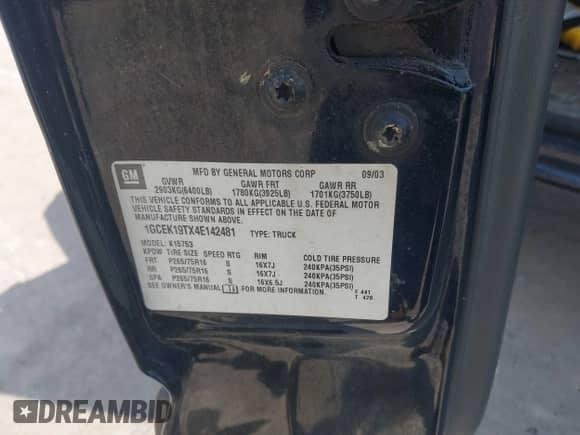 GM
MFD BY GENERAL MOTORS CORP 09/03
GVWR GAWR FRT GAWR RR
2903KG(6400LB) 1780KG(3925LB) 1701KG(3750LB)
THIS VEHICLE CONFORMS TO ALL APPLICABLE U.S. FEDERAL MOTOR
VEHICLE SAFETY STANDARDS IN EFFECT ON THE DATE OF
MANUFACTURE SHOWN ABOVE.
1GCEK19TX4E142481 TYPE: TRUCK
MODEL: K15753
KPDW TIRE SIZE SPEED RTG RIM COLD TIRE PRESSURE
FRT P265/75R16 S 16X7J 240KPA(35PSI)
RR P265/75R16 S 16X7J 240KPA(35PSI)
SPA P265/75R16 S 16X6.5J 240KPA(35PSI)
SEE OWNER'S MANUAL FOR MORE INFORMATION.
F 441
T 420
DREAMBID